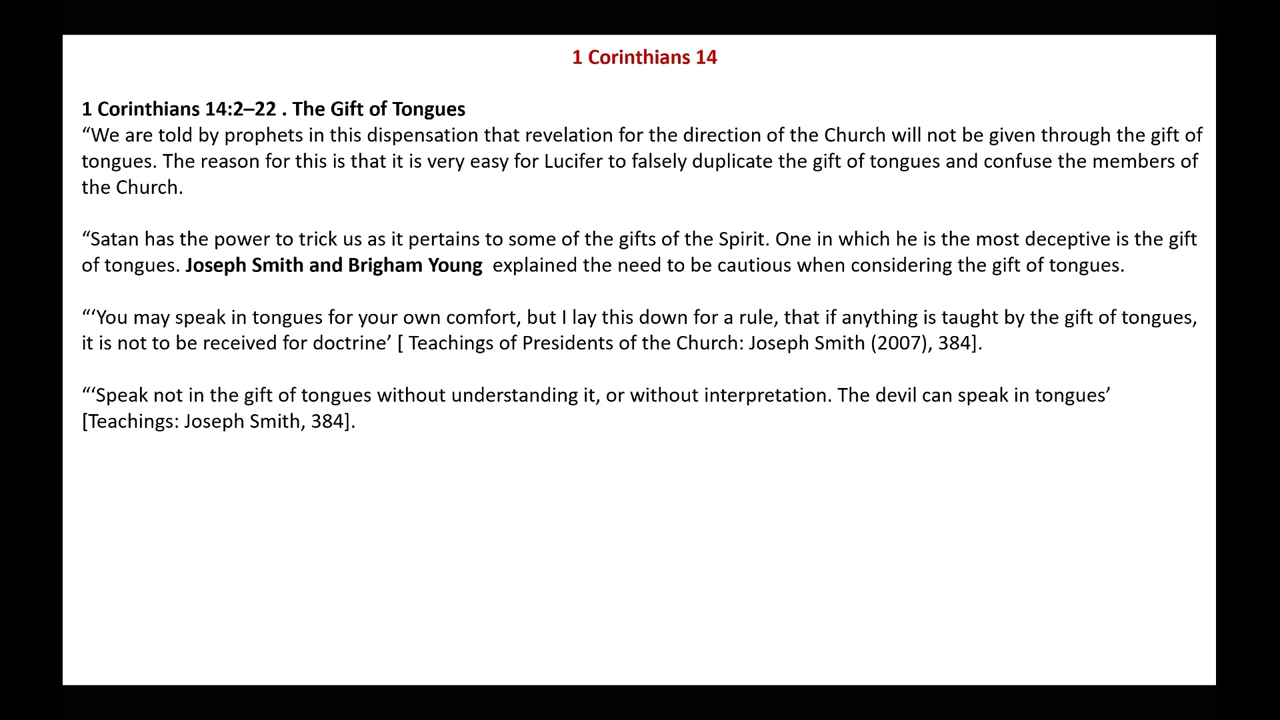 1 Corinthians 14
1 Corinthians 14:2–22 . The Gift of Tongues
“We are told by prophets in this dispensation that revelation for the direction of the Church will not be given through the gift of
tongues. The reason for this is that it is very easy for Lucifer to falsely duplicate the gift of tongues and confuse the members of
the Church.
“Satan has the power to trick us as it pertains to some of the gifts of the Spirit. One in which he is the most deceptive is the gift
of tongues. Joseph Smith and Brigham Young  explained the need to be cautious when considering the gift of tongues.
“‘You may speak in tongues for your own comfort, but I lay this down for a rule, that if anything is taught by the gift of tongues,
it is not to be received for doctrine’ [ Teachings of Presidents of the Church: Joseph Smith (2007), 384].
“‘Speak not in the gift of tongues without understanding it, or without interpretation. The devil can speak in tongues’
[Teachings: Joseph Smith, 384].